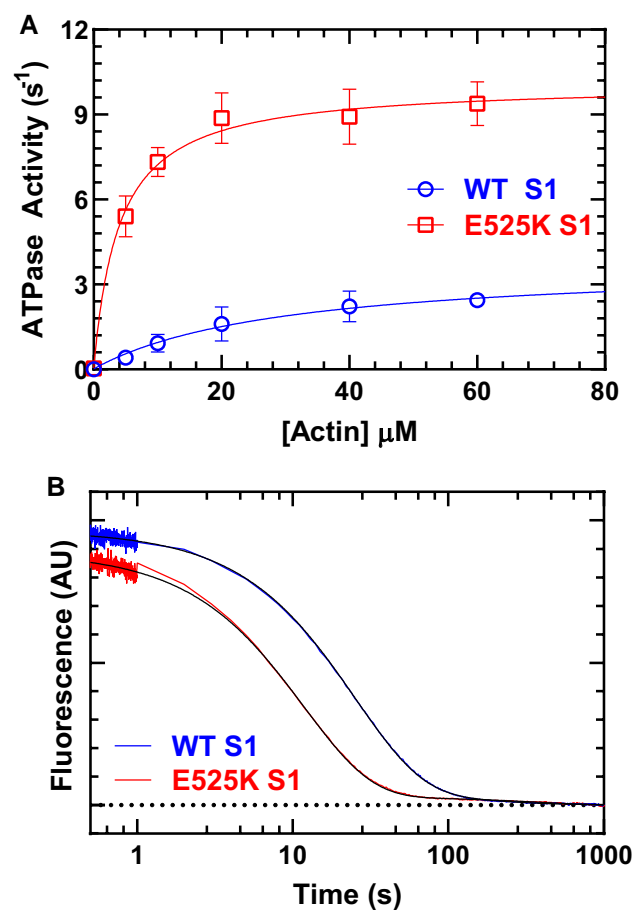 A
12
9
6
3
0
ATPase Activity (s-1)
WT S1
E525K S1
0 20 40 60 80
[Actin] μM
B
Fluorescence (AU)
WT S1
E525K S1
1 10 100 1000
Time (s)